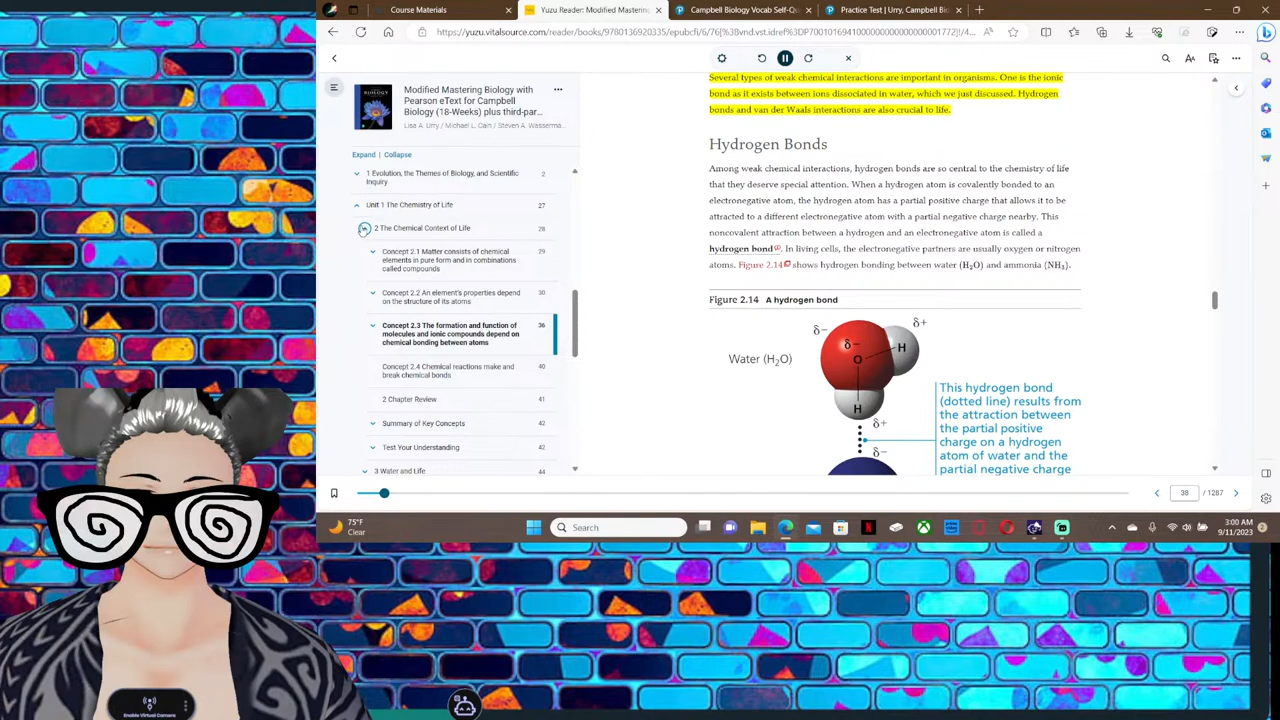 Course Materials
Yuzu Reader: Modified Mastering
Campbell Biology Vocab Self-Qu
Practice Test | Urry, Campbell Bi
https://yuzu.vitalsource.com/reader/books/9780136920335/epubcfi/6/76[%3Bvnd.vst.idref%3DP7001016941000000000000000001772]!/4...
Modified Mastering Biology with
Pearson eText for Campbell
Biology (18-Weeks) plus third-par...
Lisa A. Urry / Michael L. Cain / Steven A. Wasserma...
Expand | Collapse
1 Evolution, the Themes of Biology, and Scientific 2
Inquiry
Unit 1 The Chemistry of Life 27
2 The Chemical Context of Life 28
Concept 2.1 Matter consists of chemical 29
elements in pure form and in combinations
called compounds
Concept 2.2 An element's properties depend 30
on the structure of its atoms
Concept 2.3 The formation and function of 36
molecules and ionic compounds depend on
chemical bonding between atoms
Concept 2.4 Chemical reactions make and 40
break chemical bonds
2 Chapter Review 41
Summary of Key Concepts 42
Test Your Understanding 42
3 Water and Life 44
Several types of weak chemical interactions are important in organisms. One is the ionic
bond as it exists between ions dissociated in water, which we just discussed. Hydrogen
bonds and van der Waals interactions are also crucial to life.
Hydrogen Bonds
Among weak chemical interactions, hydrogen bonds are so central to the chemistry of life
that they deserve special attention. When a hydrogen atom is covalently bonded to an
electronegative atom, the hydrogen atom has a partial positive charge that allows it to be
attracted to a different electronegative atom with a partial negative charge nearby. This
noncovalent attraction between a hydrogen and an electronegative atom is called a
hydrogen bond. In living cells, the electronegative partners are usually oxygen or nitrogen
atoms. Figure 2.14 shows hydrogen bonding between water (H₂O) and ammonia (NH₃).
Figure 2.14 A hydrogen bond
δ− δ+
δ− H
Water (H₂O) O
H
δ+
δ−
This hydrogen bond
(dotted line) results from
the attraction between
the partial positive
charge on a hydrogen
atom of water and the
partial negative charge
38 / 1287
75°F
Clear
Search
3:00 AM
9/11/2023
Enable Virtual Camera